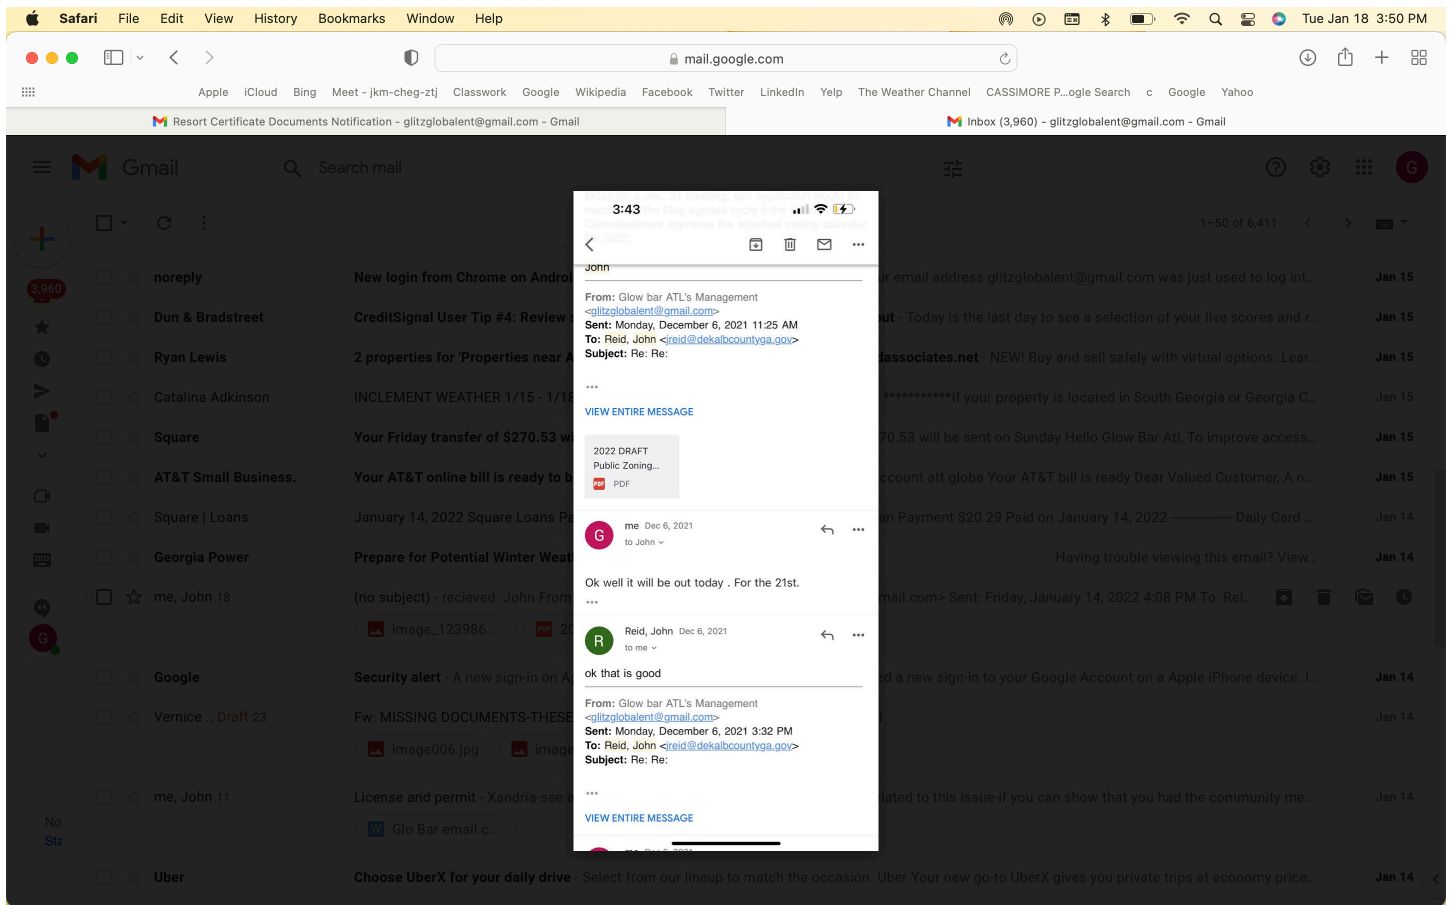 Safari File Edit View History Bookmarks Window Help Tue Jan 18 3:50 PM
mail.google.com
Apple iCloud Bing Meet - jkm-cheg-ztj Classwork Google Wikipedia Facebook Twitter LinkedIn Yelp The Weather Channel CASSIMORE P...ogle Search c Google Yahoo
Resort Certificate Documents Notification - glitzglobalent@gmail.com - Gmail
Inbox (3,960) - glitzglobalent@gmail.com - Gmail
Gmail Search mail G
1–50 of 6,411
3,960
noreply New login from Chrome on Androi ur email address glitzglobalent@gmail.com was just used to log int... Jan 15
Dun & Bradstreet CreditSignal User Tip #4: Review s out - Today is the last day to see a selection of your live scores and r... Jan 15
Ryan Lewis 2 properties for 'Properties near A dassociates.net - NEW! Buy and sell safely with virtual options. Lear... Jan 15
Catalina Adkinson INCLEMENT WEATHER 1/15 - 1/18 ***********If your property is located in South Georgia or Georgia C... Jan 15
Square Your Friday transfer of $270.53 wi 70.53 will be sent on Sunday Hello Glow Bar Atl, To improve access... Jan 15
AT&T Small Business. Your AT&T online bill is ready to b ccount att globe Your AT&T bill is ready Dear Valued Customer, A n... Jan 15
Square | Loans January 14, 2022 Square Loans Pa an Payment $20.29 Paid on January 14, 2022 ------------- Daily Card ... Jan 14
Georgia Power Prepare for Potential Winter Weat Having trouble viewing this email? View... Jan 14
me, John 18 (no subject) - recieved. John From mail.com> Sent: Friday, January 14, 2022 4:08 PM To: Rei...
image_123986... PDF 20
G
Google Security alert - A new sign-in on A ed a new sign-in to your Google Account on a Apple iPhone device. I... Jan 14
Vernice .. Draft 23 Fw: MISSING DOCUMENTS-THESE Jan 14
image006.jpg image
me, John 11 License and permit - Xandria-see a lated to this issue-if you can show that you had the community me... Jan 14
W Glo Bar email c...
No
Sta
Uber Choose UberX for your daily drive - Select from our lineup to match the occasion. Uber Your new go-to UberX gives you private trips at economy price... Jan 14
3:43
Commissioners approves the attached zoning calendar
2022.
John
From: Glow bar ATL's Management
<glitzglobalent@gmail.com>
Sent: Monday, December 6, 2021 11:25 AM
To: Reid, John <jreid@dekalbcountyga.gov>
Subject: Re: Re:
•••
VIEW ENTIRE MESSAGE
2022 DRAFT
Public Zoning...
PDF PDF
G me Dec 6, 2021
to John
Ok well it will be out today . For the 21st.
•••
R Reid, John Dec 6, 2021
to me
ok that is good
From: Glow bar ATL's Management
<glitzglobalent@gmail.com>
Sent: Monday, December 6, 2021 3:32 PM
To: Reid, John <jreid@dekalbcountyga.gov>
Subject: Re: Re:
•••
VIEW ENTIRE MESSAGE